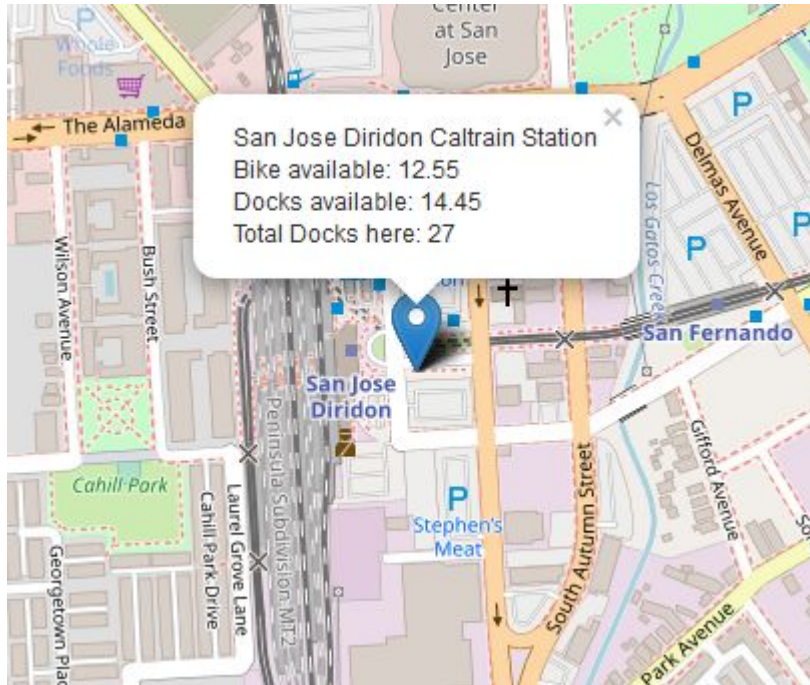 Center
at San
Jose
Whole
Foods
P
The Alameda
San Jose Diridon Caltrain Station
Bike available: 12.55
Docks available: 14.45
Total Docks here: 27
×
P
Delmas Avenue
Los Gatos Creek
P
P
Wilson Avenue
Bush Street
San Fernando
San Jose
Diridon
Peninsula Subdivision MT2
Cahill Park
Cahill Park Drive
Laurel Grove Lane
P
Stephen's
Meat
South Autumn Street
Gifford Avenue
Georgetown Plac
Park Avenue